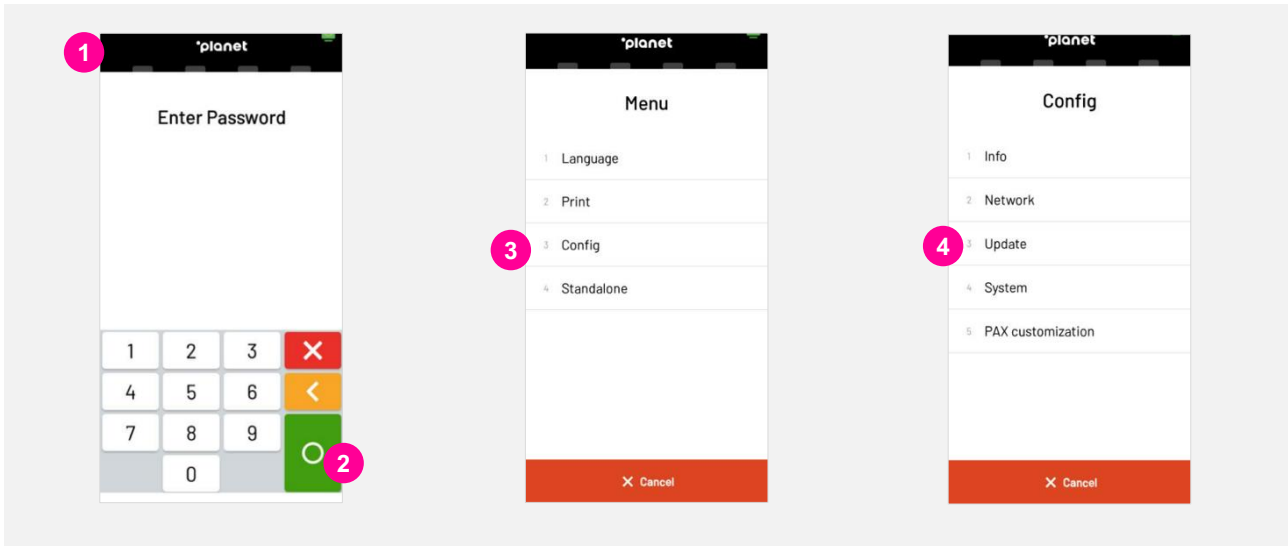 1
planet
Enter Password
1 2 3
4 5 6
7 8 9
0
2
planet
Menu
1 Language
2 Print
3
3 Config
4 Standalone
Cancel
planet
Config
1 Info
2 Network
4
3 Update
4 System
5 PAX customization
Cancel